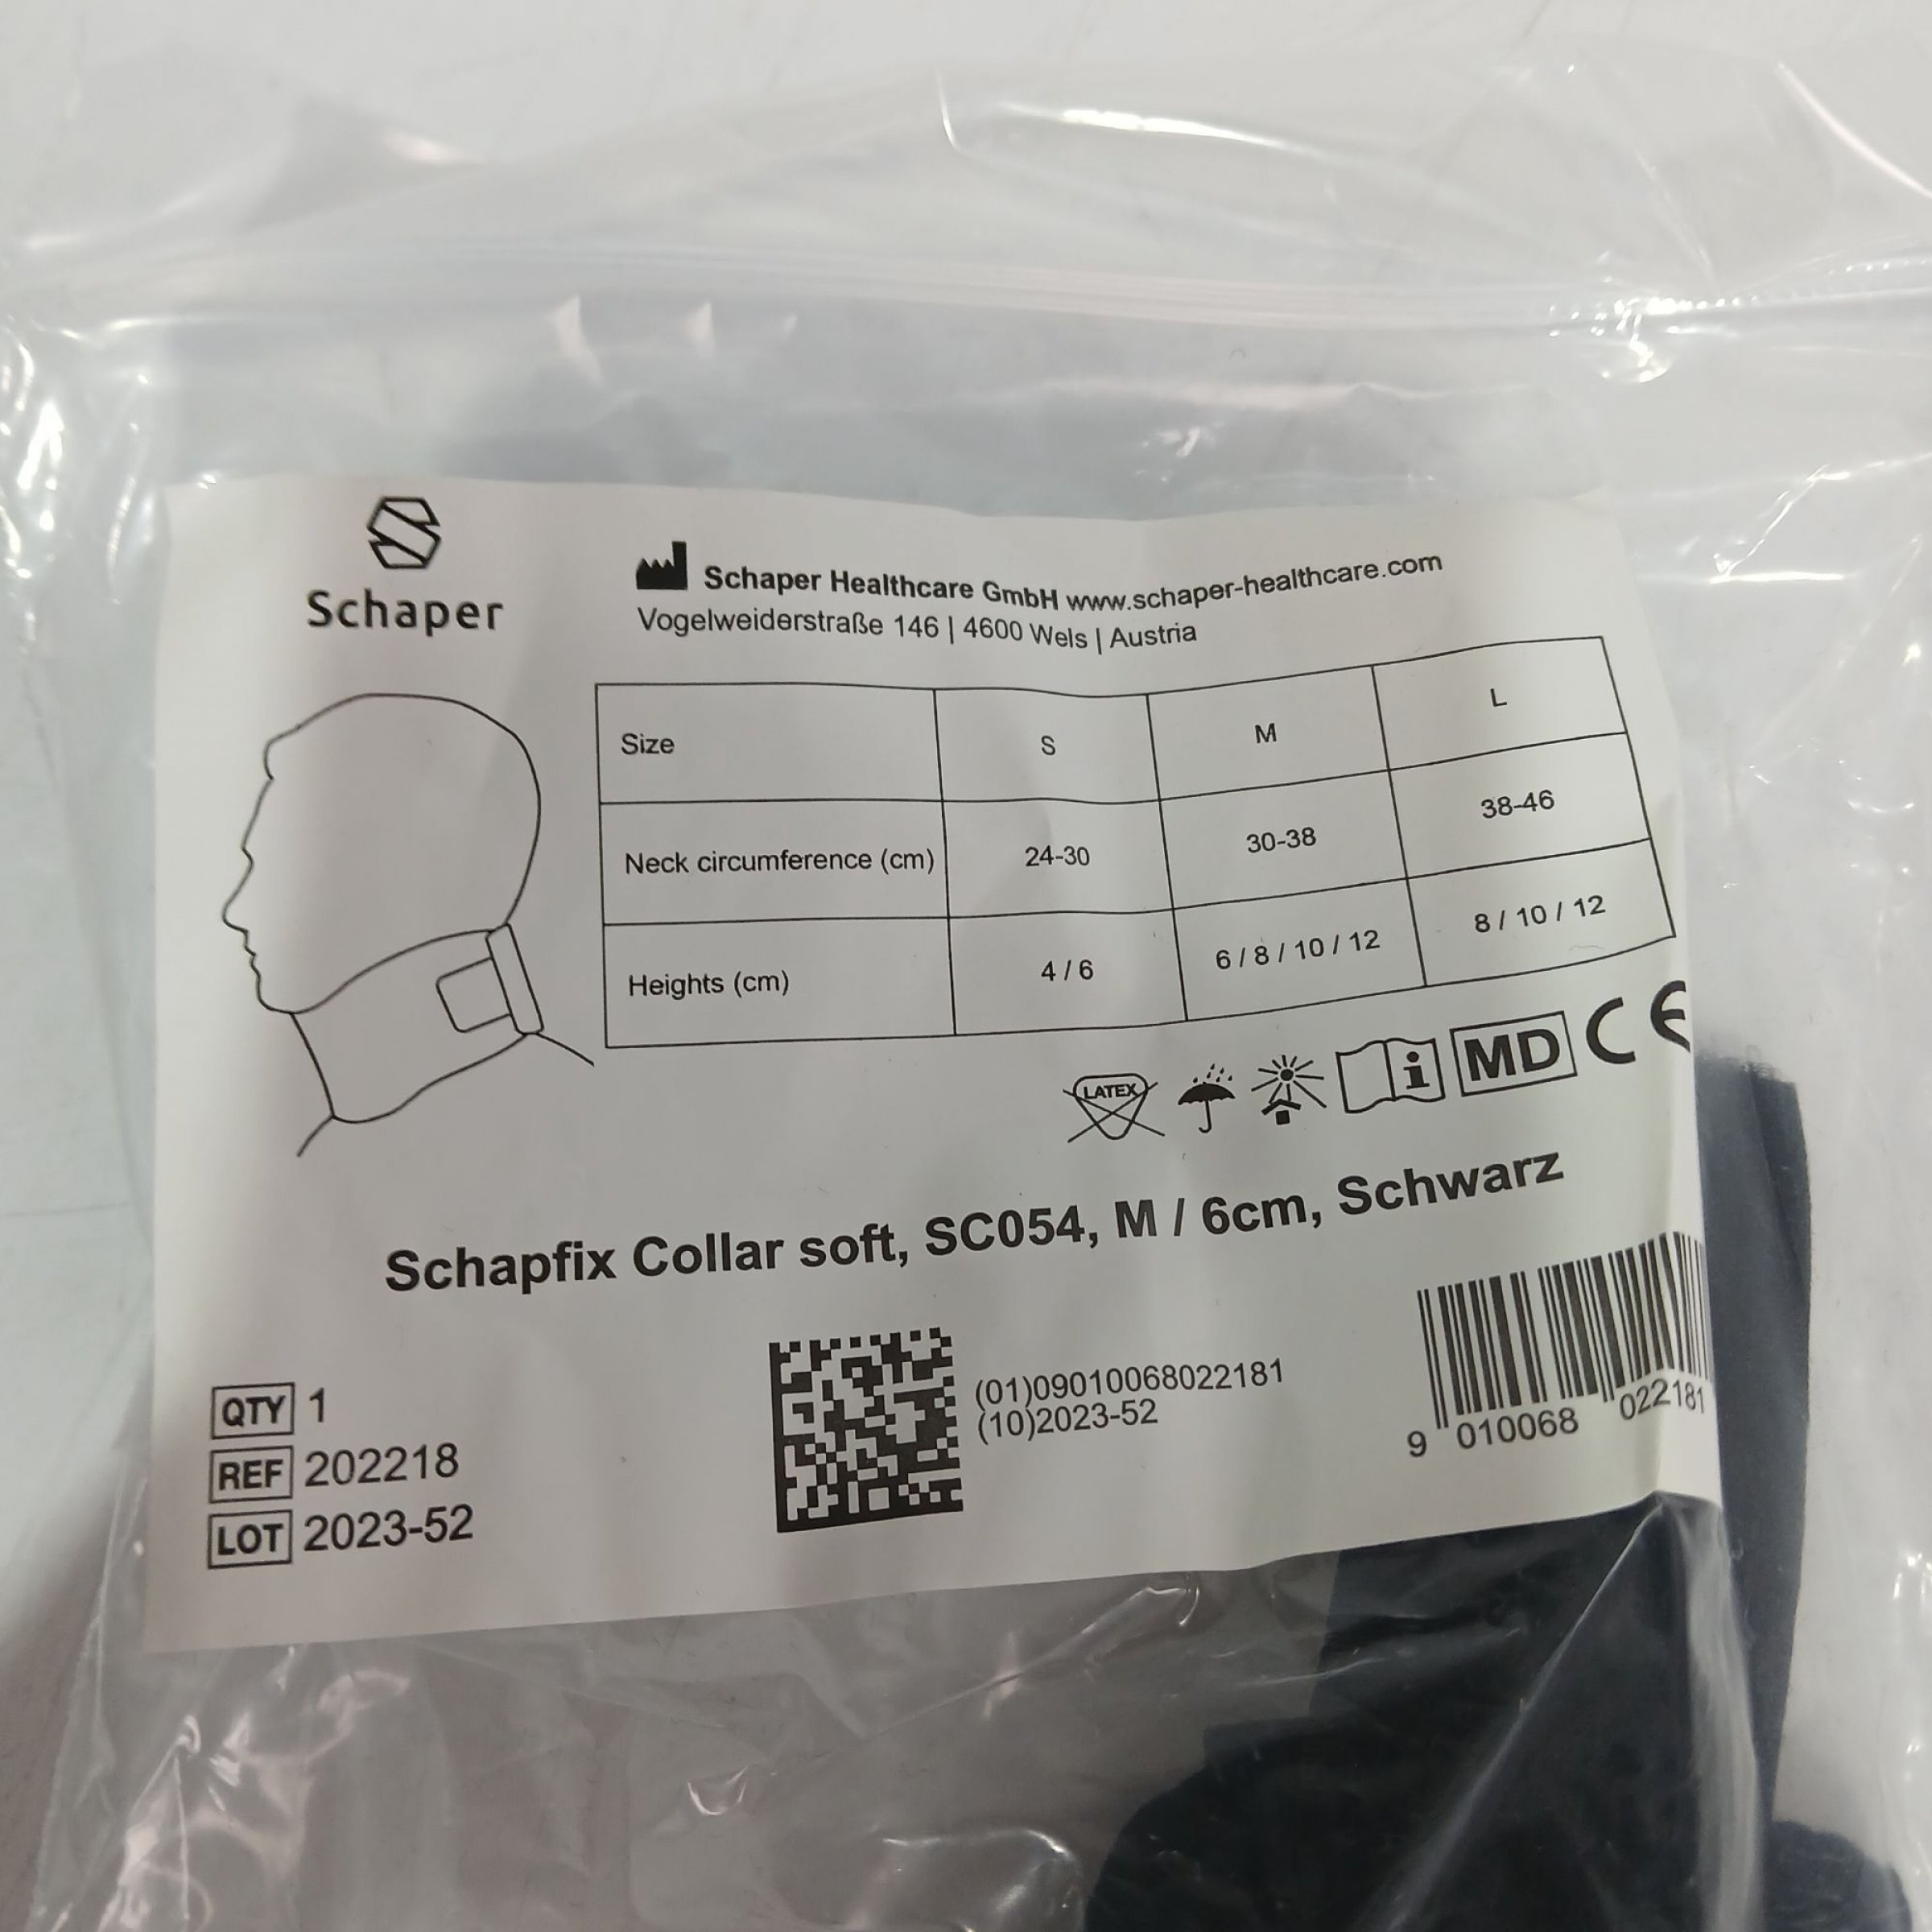 Schaper
Schaper Healthcare GmbH www.schaper-healthcare.com
Vogelweiderstraße 146 | 4600 Wels | Austria
Size S M L
Neck circumference (cm) 24-30 30-38 38-46
Heights (cm) 4 / 6 6 / 8 / 10 / 12 8 / 10 / 12
LATEX i MD CE
Schapfix Collar soft, SC054, M / 6cm, Schwarz
QTY 1
REF 202218
LOT 2023-52
(01)09010068022181
(10)2023-52
9 010068 022181